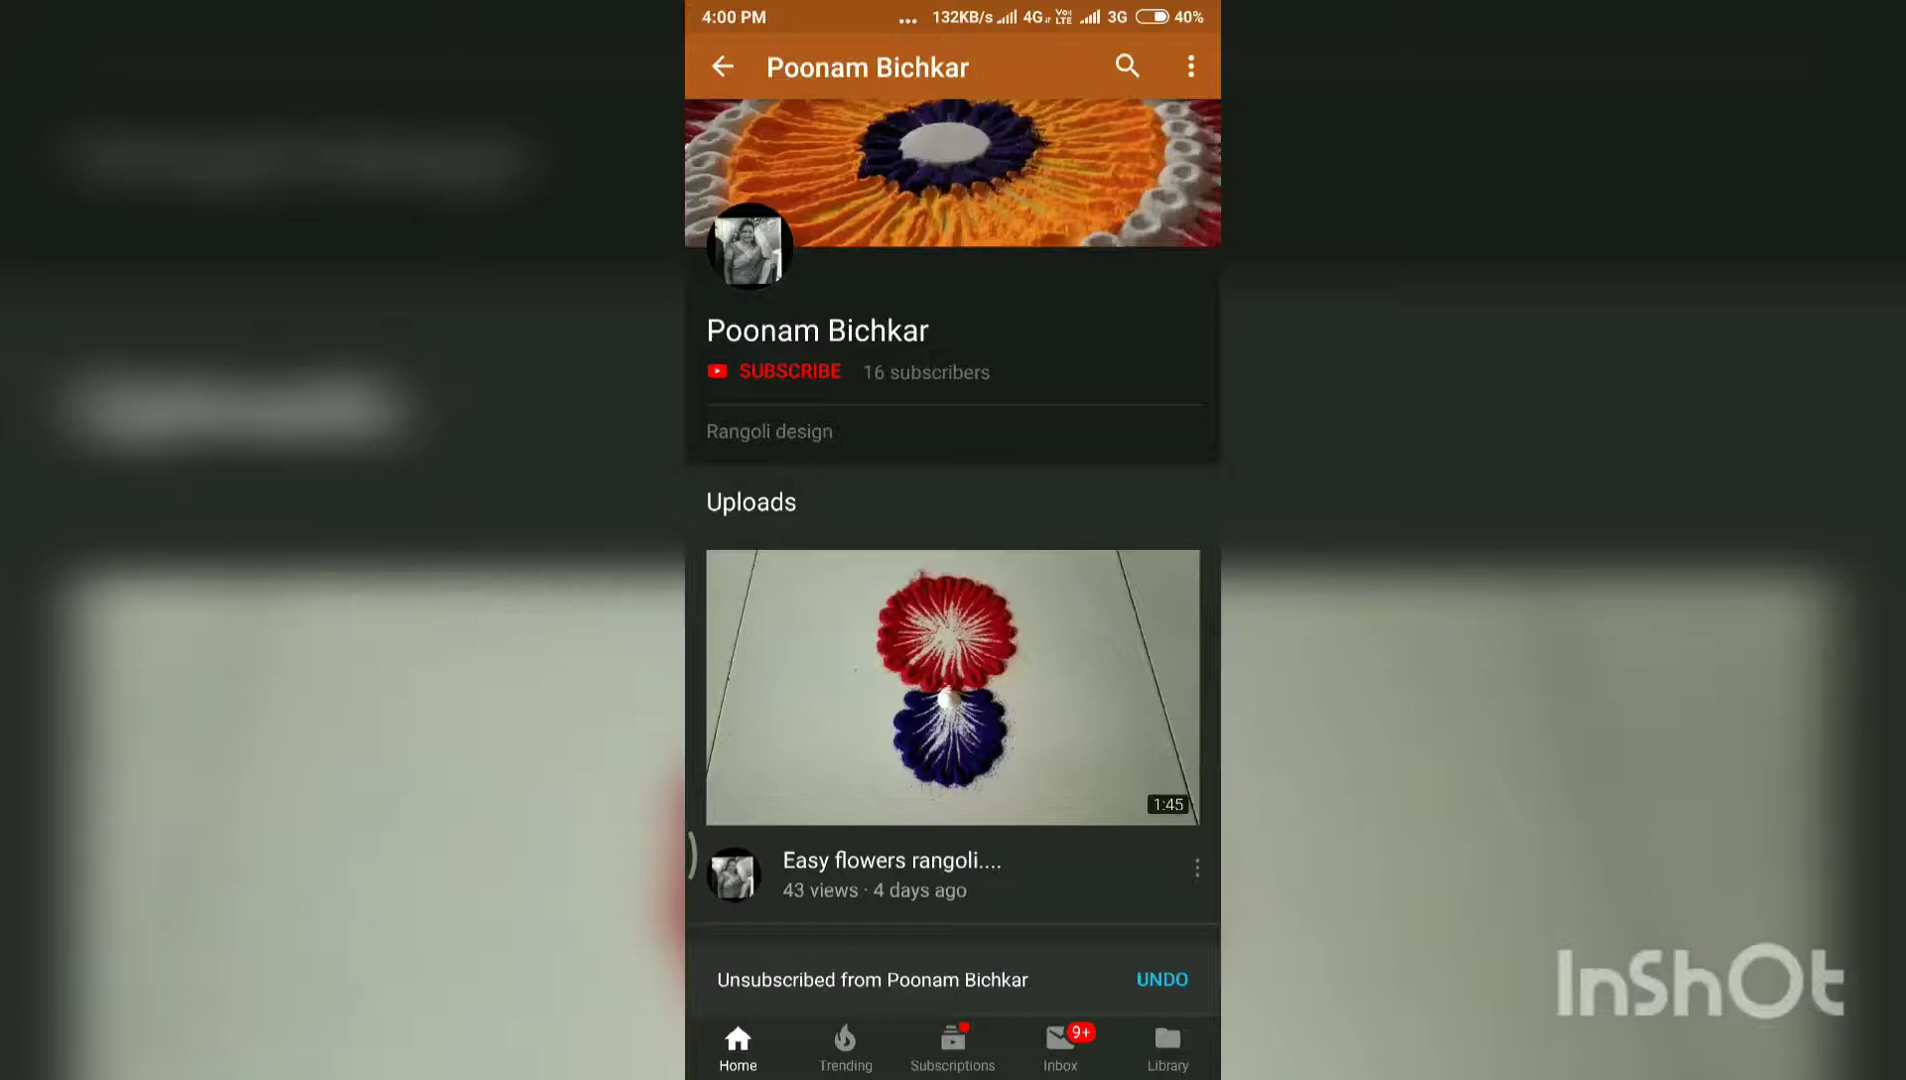 4:00 PM ... 132KB/s 4G VoLTE 3G 40%
Poonam Bichkar
Poonam Bichkar
SUBSCRIBE 16 subscribers
Rangoli design
Uploads
1:45
Easy flowers rangoli....
43 views · 4 days ago
Unsubscribed from Poonam Bichkar UNDO
9+
Home Trending Subscriptions Inbox Library
InShOt